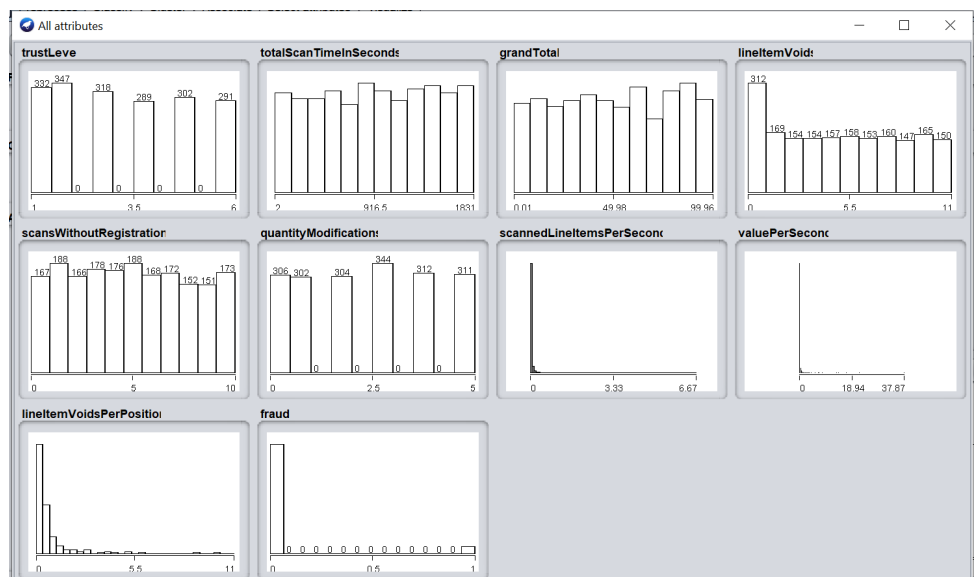 All attributes
trustLeve
totalScanTimeInSeconds
grandTotal
lineItemVoids
332 347 0 318 0 289 0 302 0 291
312 169 154 154 157 158 153 160 147 165 150
1 3.5 6
2 916.5 1831
0.01 49.98 99.96
0 5.5 11
scansWithoutRegistration
quantityModifications
scannedLineItemsPerSecond
valuePerSecond
167 188 166 178 176 188 168 172 152 151 173
306 302 0 304 0 344 0 312 0 311
0 5 10
0 2.5 5
0 3.33 6.67
0 18.94 37.87
lineItemVoidsPerPosition
fraud
0 0 0 0 0 0 0 0 0 0 0 0 0
0 5.5 11
0 0.5 1